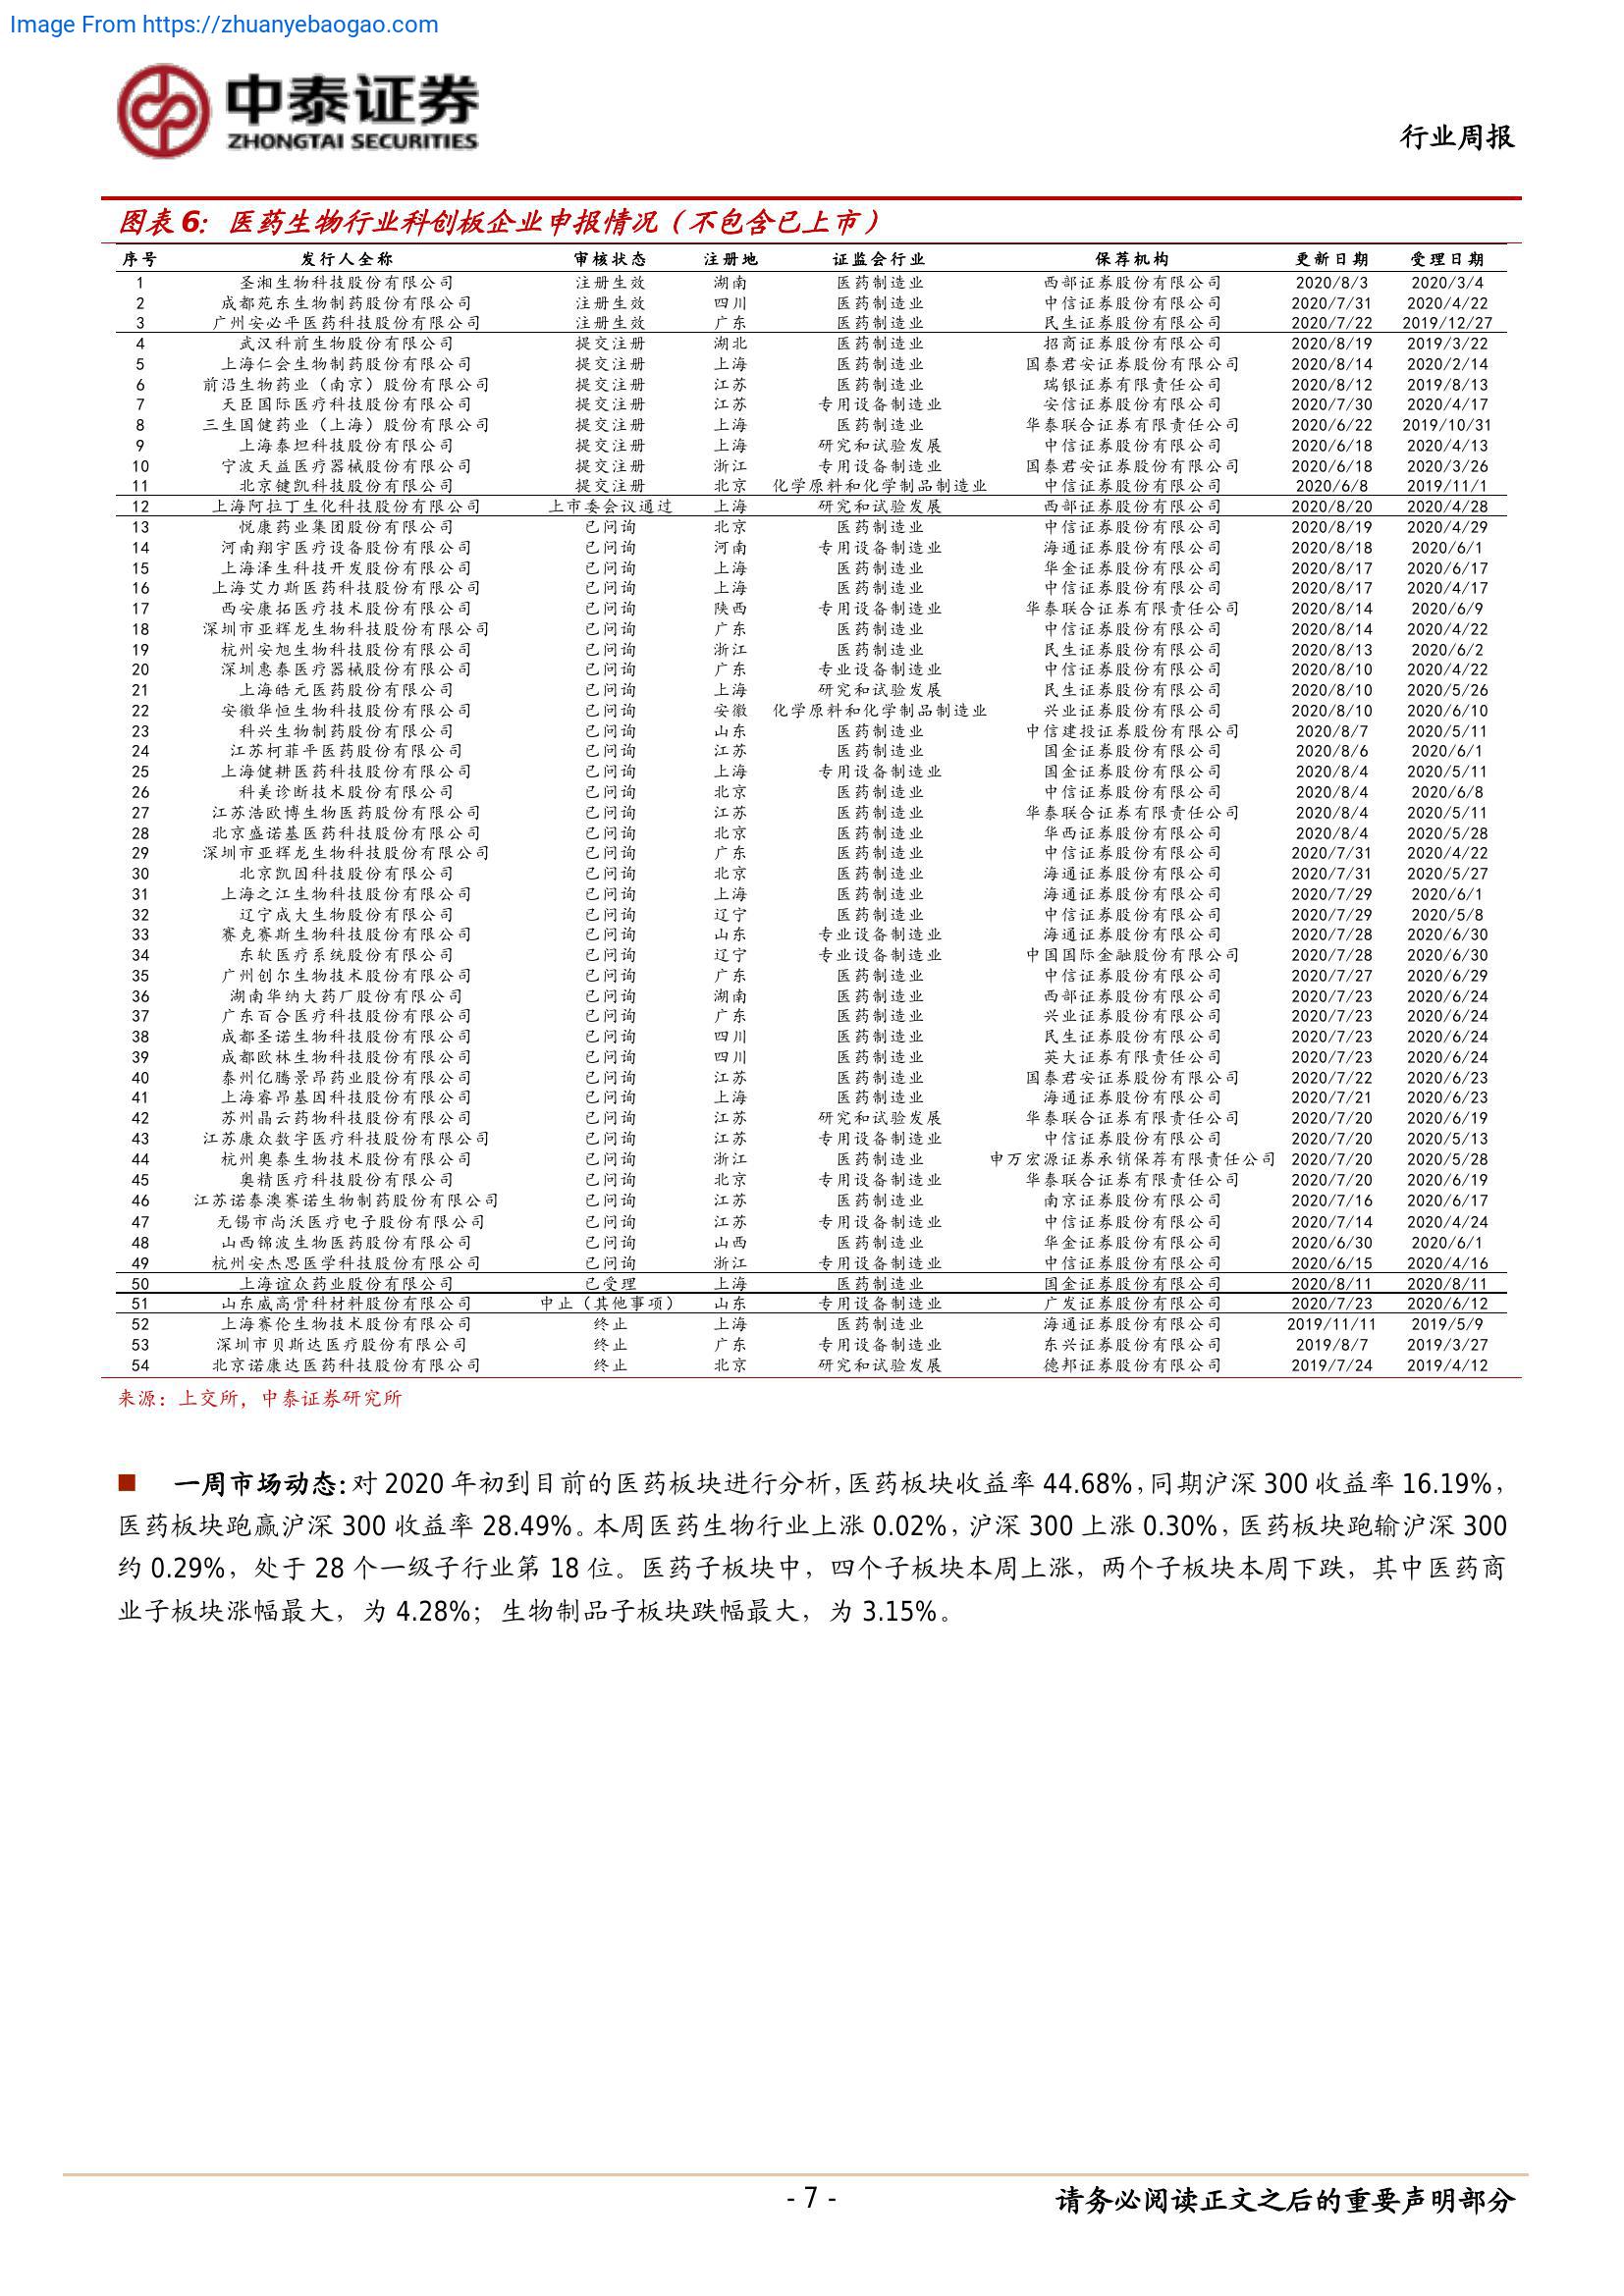 Image From https://zhuanyebaogao.com
中泰证券
ZHONGTAI SECURITIES
行业周报
图表 6：医药生物行业科创板企业申报情况（不包含已上市）
序号 发行人全称 审核状态 注册地 证监会行业 保荐机构 更新日期 受理日期
1 圣湘生物科技股份有限公司 注册生效 湖南 医药制造业 西部证券股份有限公司 2020/8/3 2020/3/4
2 成都苑东生物制药股份有限公司 注册生效 四川 医药制造业 中信证券股份有限公司 2020/7/31 2020/4/22
3 广州安必平医药科技股份有限公司 注册生效 广东 医药制造业 民生证券股份有限公司 2020/7/22 2019/12/27
4 武汉科前生物股份有限公司 提交注册 湖北 医药制造业 招商证券股份有限公司 2020/8/19 2019/3/22
5 上海仁会生物制药股份有限公司 提交注册 上海 医药制造业 国泰君安证券股份有限公司 2020/8/14 2020/2/14
6 前沿生物药业（南京）股份有限公司 提交注册 江苏 医药制造业 瑞银证券有限责任公司 2020/8/12 2019/8/13
7 天臣国际医疗科技股份有限公司 提交注册 江苏 专用设备制造业 安信证券股份有限公司 2020/7/30 2020/4/17
8 三生国健药业（上海）股份有限公司 提交注册 上海 医药制造业 华泰联合证券有限责任公司 2020/6/22 2019/10/31
9 上海泰坦科技股份有限公司 提交注册 上海 研究和试验发展 中信证券股份有限公司 2020/6/18 2020/4/13
10 宁波天益医疗器械股份有限公司 提交注册 浙江 专用设备制造业 国泰君安证券股份有限公司 2020/6/18 2020/3/26
11 北京键凯科技股份有限公司 提交注册 北京 化学原料和化学制品制造业 中信证券股份有限公司 2020/6/8 2019/11/1
12 上海阿拉丁生化科技股份有限公司 上市委会议通过 上海 研究和试验发展 西部证券股份有限公司 2020/8/20 2020/4/28
13 悦康药业集团股份有限公司 已问询 北京 医药制造业 中信证券股份有限公司 2020/8/19 2020/4/29
14 河南翔宇医疗设备股份有限公司 已问询 河南 专用设备制造业 海通证券股份有限公司 2020/8/18 2020/6/1
15 上海泽生科技开发股份有限公司 已问询 上海 医药制造业 华金证券股份有限公司 2020/8/17 2020/6/17
16 上海艾力斯医药科技股份有限公司 已问询 上海 医药制造业 中信证券股份有限公司 2020/8/17 2020/4/17
17 西安康拓医疗技术股份有限公司 已问询 陕西 专用设备制造业 华泰联合证券有限责任公司 2020/8/14 2020/6/9
18 深圳市亚辉龙生物科技股份有限公司 已问询 广东 医药制造业 中信证券股份有限公司 2020/8/14 2020/4/22
19 杭州安旭生物科技股份有限公司 已问询 浙江 医药制造业 民生证券股份有限公司 2020/8/13 2020/6/2
20 深圳惠泰医疗器械股份有限公司 已问询 广东 专业设备制造业 中信证券股份有限公司 2020/8/10 2020/4/22
21 上海皓元医药股份有限公司 已问询 上海 研究和试验发展 民生证券股份有限公司 2020/8/10 2020/5/26
22 安徽华恒生物科技股份有限公司 已问询 安徽 化学原料和化学制品制造业 兴业证券股份有限公司 2020/8/10 2020/6/10
23 科兴生物制药股份有限公司 已问询 山东 医药制造业 中信建投证券股份有限公司 2020/8/7 2020/5/11
24 江苏柯菲平医药股份有限公司 已问询 江苏 医药制造业 国金证券股份有限公司 2020/8/6 2020/6/1
25 上海健耕医药科技股份有限公司 已问询 上海 专用设备制造业 国金证券股份有限公司 2020/8/4 2020/5/11
26 科美诊断技术股份有限公司 已问询 北京 医药制造业 中信证券股份有限公司 2020/8/4 2020/6/8
27 江苏浩欧博生物医药股份有限公司 已问询 江苏 医药制造业 华泰联合证券有限责任公司 2020/8/4 2020/5/11
28 北京盛诺基医药科技股份有限公司 已问询 北京 医药制造业 华西证券股份有限公司 2020/8/4 2020/5/28
29 深圳市亚辉龙生物科技股份有限公司 已问询 广东 医药制造业 中信证券股份有限公司 2020/7/31 2020/4/22
30 北京凯因科技股份有限公司 已问询 北京 医药制造业 海通证券股份有限公司 2020/7/31 2020/5/27
31 上海之江生物科技股份有限公司 已问询 上海 医药制造业 海通证券股份有限公司 2020/7/29 2020/6/1
32 辽宁成大生物股份有限公司 已问询 辽宁 医药制造业 中信证券股份有限公司 2020/7/29 2020/5/8
33 赛克赛斯生物科技股份有限公司 已问询 山东 专业设备制造业 海通证券股份有限公司 2020/7/28 2020/6/30
34 东软医疗系统股份有限公司 已问询 辽宁 专业设备制造业 中国国际金融股份有限公司 2020/7/28 2020/6/30
35 广州创尔生物技术股份有限公司 已问询 广东 医药制造业 中信证券股份有限公司 2020/7/27 2020/6/29
36 湖南华纳大药厂股份有限公司 已问询 湖南 医药制造业 西部证券股份有限公司 2020/7/23 2020/6/24
37 广东百合医疗科技股份有限公司 已问询 广东 医药制造业 兴业证券股份有限公司 2020/7/23 2020/6/24
38 成都圣诺生物科技股份有限公司 已问询 四川 医药制造业 民生证券股份有限公司 2020/7/23 2020/6/24
39 成都欧林生物科技股份有限公司 已问询 四川 医药制造业 英大证券有限责任公司 2020/7/23 2020/6/24
40 泰州亿腾景昂药业股份有限公司 已问询 江苏 医药制造业 国泰君安证券股份有限公司 2020/7/22 2020/6/23
41 上海睿昂基因科技股份有限公司 已问询 上海 医药制造业 海通证券股份有限公司 2020/7/21 2020/6/23
42 苏州晶云药物科技股份有限公司 已问询 江苏 研究和试验发展 华泰联合证券有限责任公司 2020/7/20 2020/6/19
43 江苏康众数字医疗科技股份有限公司 已问询 江苏 专用设备制造业 中信证券股份有限公司 2020/7/20 2020/5/13
44 杭州奥泰生物技术股份有限公司 已问询 浙江 医药制造业 申万宏源证券承销保荐有限责任公司 2020/7/20 2020/5/28
45 奥精医疗科技股份有限公司 已问询 北京 专用设备制造业 华泰联合证券有限责任公司 2020/7/20 2020/6/19
46 江苏诺泰澳赛诺生物制药股份有限公司 已问询 江苏 医药制造业 南京证券股份有限公司 2020/7/16 2020/6/17
47 无锡市尚沃医疗电子股份有限公司 已问询 江苏 专用设备制造业 中信证券股份有限公司 2020/7/14 2020/4/24
48 山西锦波生物医药股份有限公司 已问询 山西 医药制造业 华金证券股份有限公司 2020/6/30 2020/6/1
49 杭州安杰思医学科技股份有限公司 已问询 浙江 专用设备制造业 中信证券股份有限公司 2020/6/15 2020/4/16
50 上海谊众药业股份有限公司 已受理 上海 医药制造业 国金证券股份有限公司 2020/8/11 2020/8/11
51 山东威高骨科材料股份有限公司 中止（其他事项） 山东 专用设备制造业 广发证券股份有限公司 2020/7/23 2020/6/12
52 上海赛伦生物技术股份有限公司 终止 上海 医药制造业 海通证券股份有限公司 2019/11/11 2019/5/9
53 深圳市贝斯达医疗股份有限公司 终止 广东 专用设备制造业 东兴证券股份有限公司 2019/8/7 2019/3/27
54 北京诺康达医药科技股份有限公司 终止 北京 研究和试验发展 德邦证券股份有限公司 2019/7/24 2019/4/12
来源：上交所，中泰证券研究所
■ 一周市场动态：对 2020 年初到目前的医药板块进行分析，医药板块收益率 44.68%，同期沪深 300 收益率 16.19%，
医药板块跑赢沪深 300 收益率 28.49%。本周医药生物行业上涨 0.02%，沪深 300 上涨 0.30%，医药板块跑输沪深 300
约 0.29%，处于 28 个一级子行业第 18 位。医药子板块中，四个子板块本周上涨，两个子板块本周下跌，其中医药商
业子板块涨幅最大，为 4.28%；生物制品子板块跌幅最大，为 3.15%。
- 7 -
请务必阅读正文之后的重要声明部分